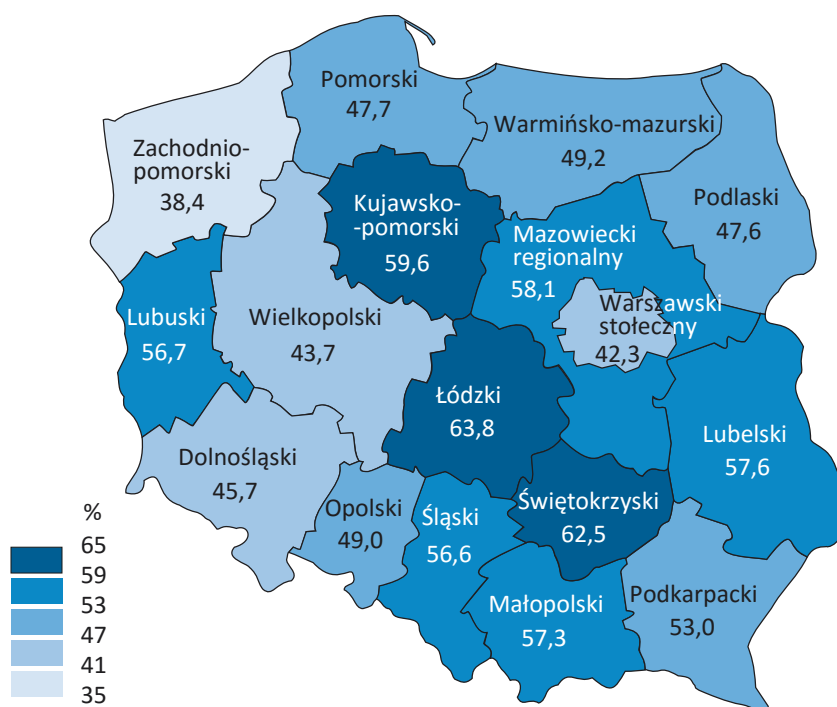 Pomorski
47,7
Warmińsko-mazurski
49,2
Zachodnio-
pomorski
38,4
Podlaski
47,6
Kujawsko-
-pomorski
59,6
Mazowiecki
regionalny
58,1
Warszawski
stołeczny
42,3
Lubuski
56,7
Wielkopolski
43,7
Łódzki
63,8
Lubelski
57,6
Dolnośląski
45,7
Opolski
49,0
Śląski
56,6
Świętokrzyski
62,5
Małopolski
57,3
Podkarpacki
53,0
%
65
59
53
47
41
35